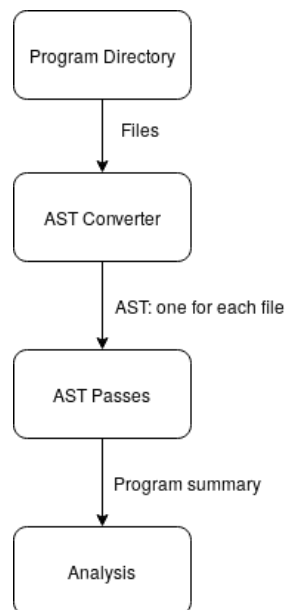 Program Directory
Files
AST Converter
AST: one for each file
AST Passes
Program summary
Analysis